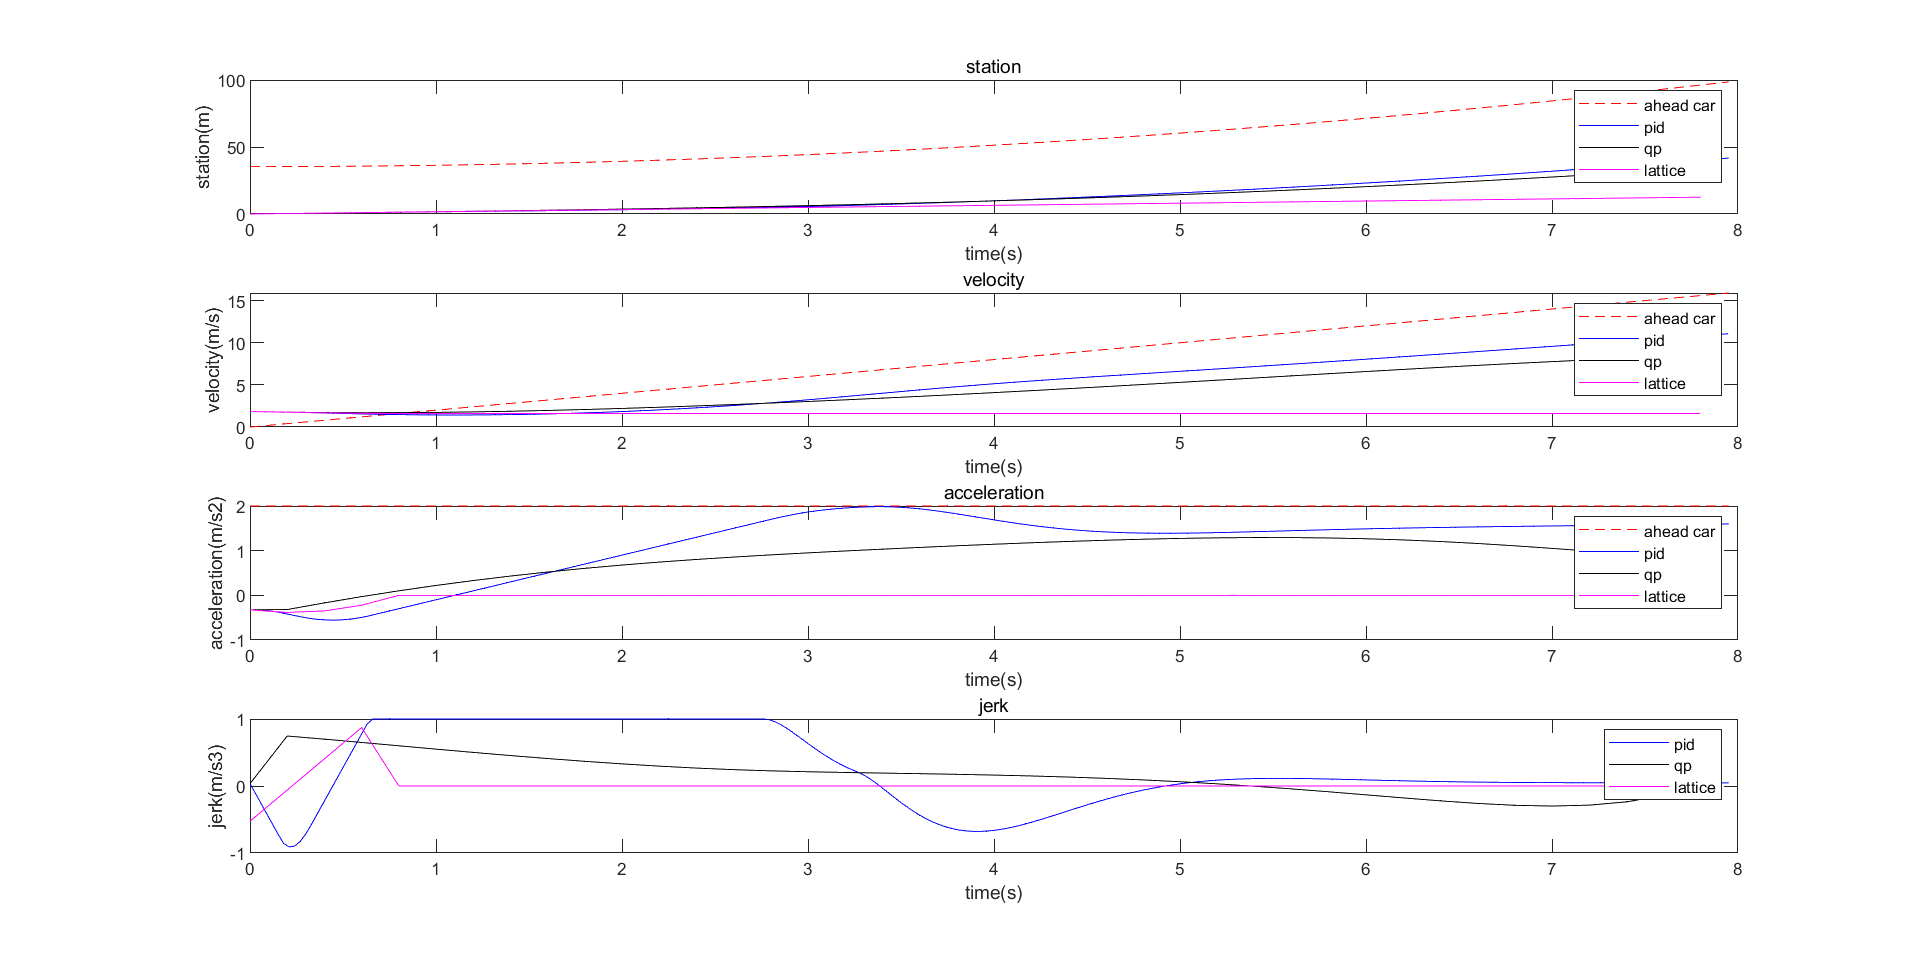 station
station(m)
100
50
0
ahead car
pid
qp
lattice
0 1 2 3 4 5 6 7 8
time(s)
velocity
velocity(m/s)
15
10
5
0
ahead car
pid
qp
lattice
0 1 2 3 4 5 6 7 8
time(s)
acceleration
acceleration(m/s2)
2
1
0
-1
ahead car
pid
qp
lattice
0 1 2 3 4 5 6 7 8
time(s)
jerk
jerk(m/s3)
1
0
-1
pid
qp
lattice
0 1 2 3 4 5 6 7 8
time(s)